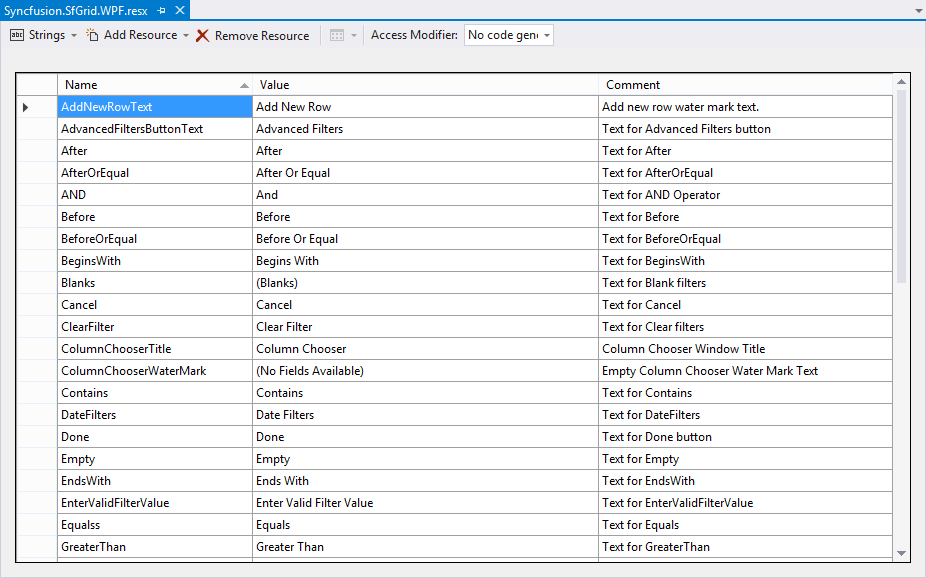 Syncfusion.SfGrid.WPF.resx
Strings Add Resource Remove Resource Access Modifier: No code gen
Name Value Comment
AddNewRowText Add New Row Add new row water mark text.
AdvancedFiltersButtonText Advanced Filters Text for Advanced Filters button
After After Text for After
AfterOrEqual After Or Equal Text for AfterOrEqual
AND And Text for AND Operator
Before Before Text for Before
BeforeOrEqual Before Or Equal Text for BeforeOrEqual
BeginsWith Begins With Text for BeginsWith
Blanks (Blanks) Text for Blank filters
Cancel Cancel Text for Cancel
ClearFilter Clear Filter Text for Clear filters
ColumnChooserTitle Column Chooser Column Chooser Window Title
ColumnChooserWaterMark (No Fields Available) Empty Column Chooser Water Mark Text
Contains Contains Text for Contains
DateFilters Date Filters Text for DateFilters
Done Done Text for Done button
Empty Empty Text for Empty
EndsWith Ends With Text for EndsWith
EnterValidFilterValue Enter Valid Filter Value Text for EnterValidFilterValue
Equalss Equals Text for Equals
GreaterThan Greater Than Text for GreaterThan